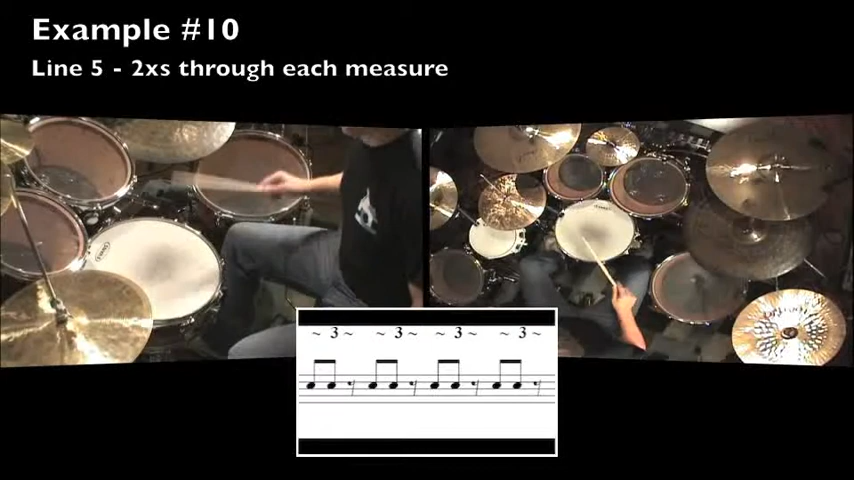 Example #10
Line 5 - 2xs through each measure
~ 3 ~ ~ 3 ~ ~ 3 ~ ~ 3 ~